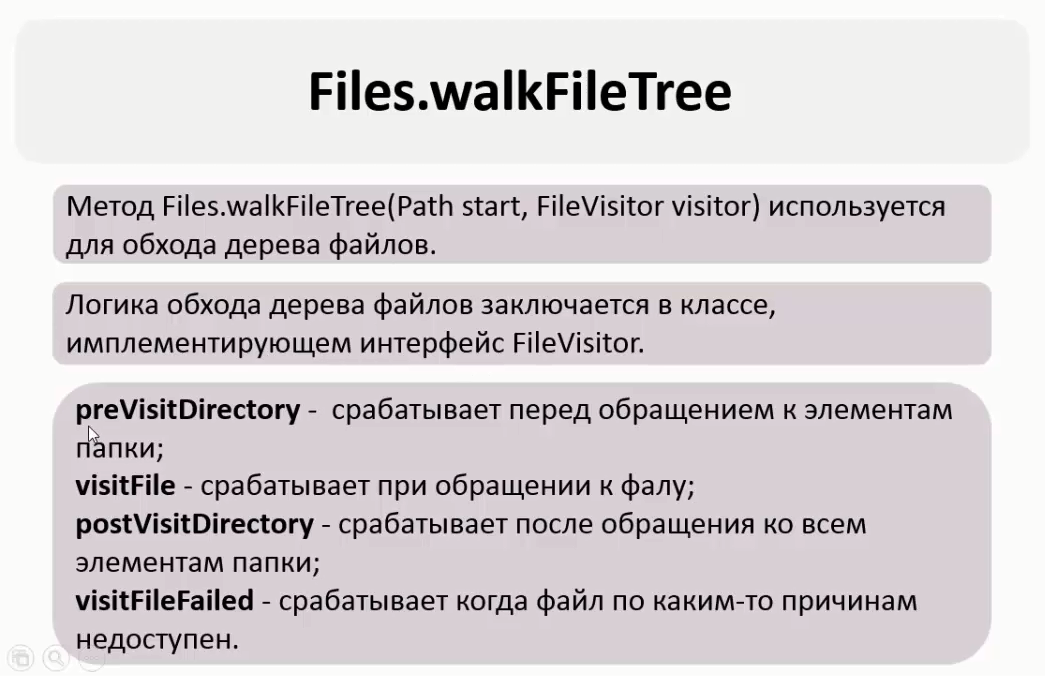 Files.walkFileTree
Метод Files.walkFileTree(Path start, FileVisitor visitor) используется
для обхода дерева файлов.
Логика обхода дерева файлов заключается в классе,
имплементирующем интерфейс FileVisitor.
preVisitDirectory - срабатывает перед обращением к элементам
папки;
visitFile - срабатывает при обращении к фалу;
postVisitDirectory - срабатывает после обращения ко всем
элементам папки;
visitFileFailed - срабатывает когда файл по каким-то причинам
недоступен.